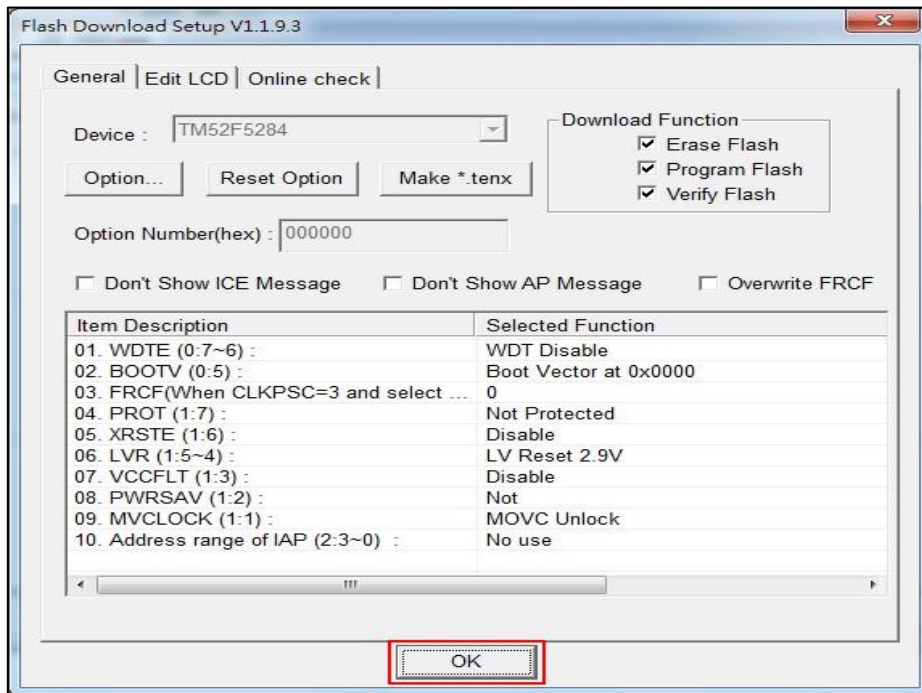 Flash Download Setup V1.1.9.3
General Edit LCD Online check
Device : TM52F5284
Download Function
Erase Flash
Program Flash
Verify Flash
Option... Reset Option Make *.tenx
Option Number(hex) : 000000
Don't Show ICE Message Don't Show AP Message Overwrite FRCF
Item Description Selected Function
01. WDTE (0:7~6) : WDT Disable
02. BOOTV (0:5) : Boot Vector at 0x0000
03. FRCF(When CLKPSC=3 and select ... 0
04. PROT (1:7) : Not Protected
05. XRSTE (1:6) : Disable
06. LVR (1:5~4) : LV Reset 2.9V
07. VCCFLT (1:3) : Disable
08. PWRSAV (1:2) : Not
09. MVCLOCK (1:1) : MOVC Unlock
10. Address range of IAP (2:3~0) : No use
OK